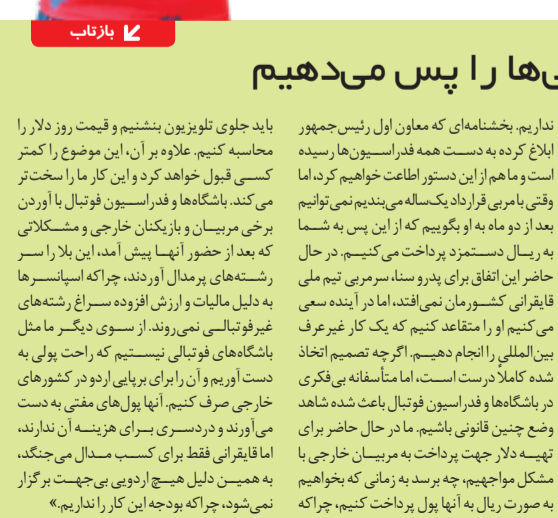 بازتاب
ی‌ها را پس می‌دهیم
نداریم. بخشنامه‌ای که معاون اول رئیس‌جمهور
ابلاغ کرده به دست همه فدراسیون‌ها رسیده
است و ما هم از این دستور اطاعت خواهیم کرد، اما
وقتی با مربی قرارداد یک‌ساله می‌بندیم نمی‌توانیم
بعد از دو ماه به او بگوییم که از این پس به شما
به ریال دستمزد پرداخت می‌کنیم. در حال
حاضر این اتفاق برای پدرو سنا، سرمربی تیم ملی
قایقرانی کشورمان نمی‌افتد، اما در آینده سعی
می‌کنیم او را متقاعد کنیم که یک کار غیرعرف
بین‌المللی را انجام دهیم. اگرچه تصمیم اتخاذ
شده کاملاً درست است، اما متأسفانه بی‌فکری
در باشگاه‌ها و فدراسیون فوتبال باعث شده شاهد
وضع چنین قانونی باشیم. ما در حال حاضر برای
تهیه دلار جهت پرداخت به مربیان خارجی با
مشکل مواجهیم، چه برسد به زمانی که بخواهیم
به صورت ریال به آنها پول پرداخت کنیم، چراکه
باید جلوی تلویزیون بنشنیم و قیمت روز دلار را
محاسبه کنیم. علاوه بر آن، این موضوع را کمتر
کسی قبول خواهد کرد و این کار ما را سخت‌تر
می‌کند. باشگاه‌ها و فدراسیون فوتبال با آوردن
برخی مربیان و بازیکنان خارجی و مشکلاتی
که بعد از حضور آنها پیش آمد، این بلا را سر
رشته‌های پرمدال آوردند، چراکه اسپانسرها
به دلیل مالیات و ارزش افزوده سراغ رشته‌های
غیرفوتبالی نمی‌روند. از سوی دیگر ما مثل
باشگاه‌های فوتبالی نیستیم که راحت پولی به
دست آوریم و آن را برای برپایی اردو در کشورهای
خارجی صرف کنیم. آنها پول‌های مفتی به دست
می‌آورند و دردسری برای هزینه آن ندارند،
اما قایقرانی فقط برای کسب مدال می‌جنگد،
به همین دلیل هیچ اردویی بی‌جهت برگزار
نمی‌شود، چراکه بودجه این کار را نداریم.»